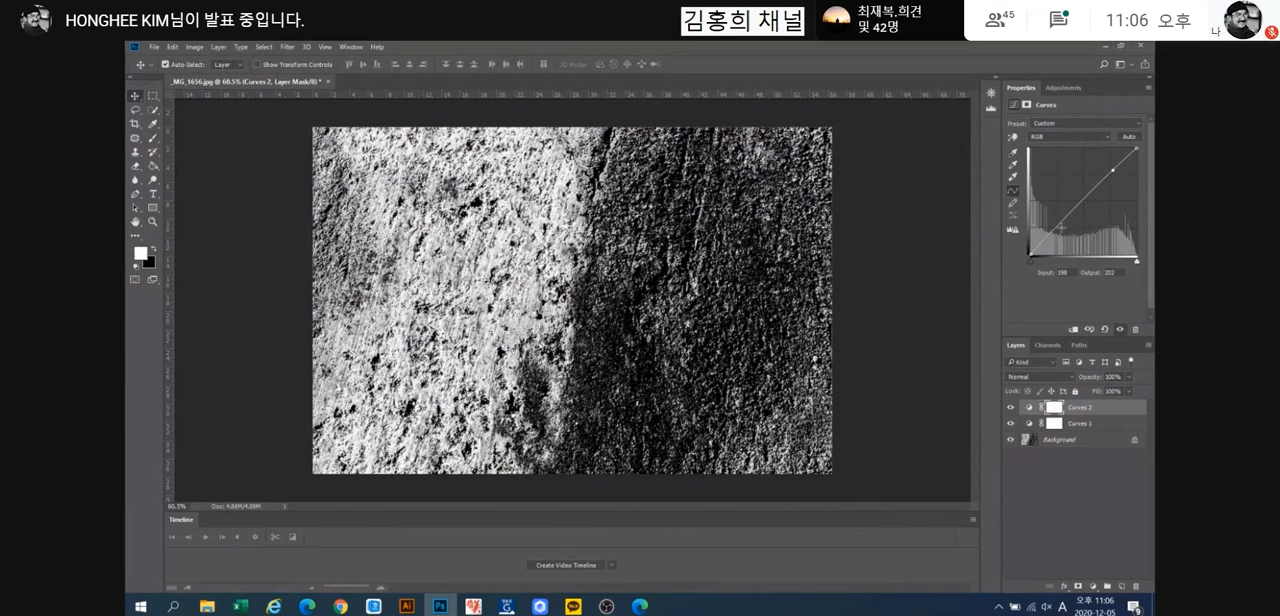 HONGHEE KIM님이 발표 중입니다.
김홍희 채널
최재복.희견
및 42명
45
11:06 오후
나
File Edit Image Layer Type Select Filter 3D View Window Help
Auto-Select: Layer Show Transform Controls 3D Mode:
_MG_1656.jpg @ 60.5% (Curves 2, Layer Mask/8) *
Properties Adjustments
Curves
Preset: Custom
RGB Auto
Input: 198 Output: 202
Layers Channels Paths
Kind
Normal Opacity: 100%
Lock: Fill: 100%
Curves 2
Curves 1
Background
60.5% Doc: 4.88M/4.88M
Timeline
Create Video Timeline
A 오후 11:06
2020-12-05